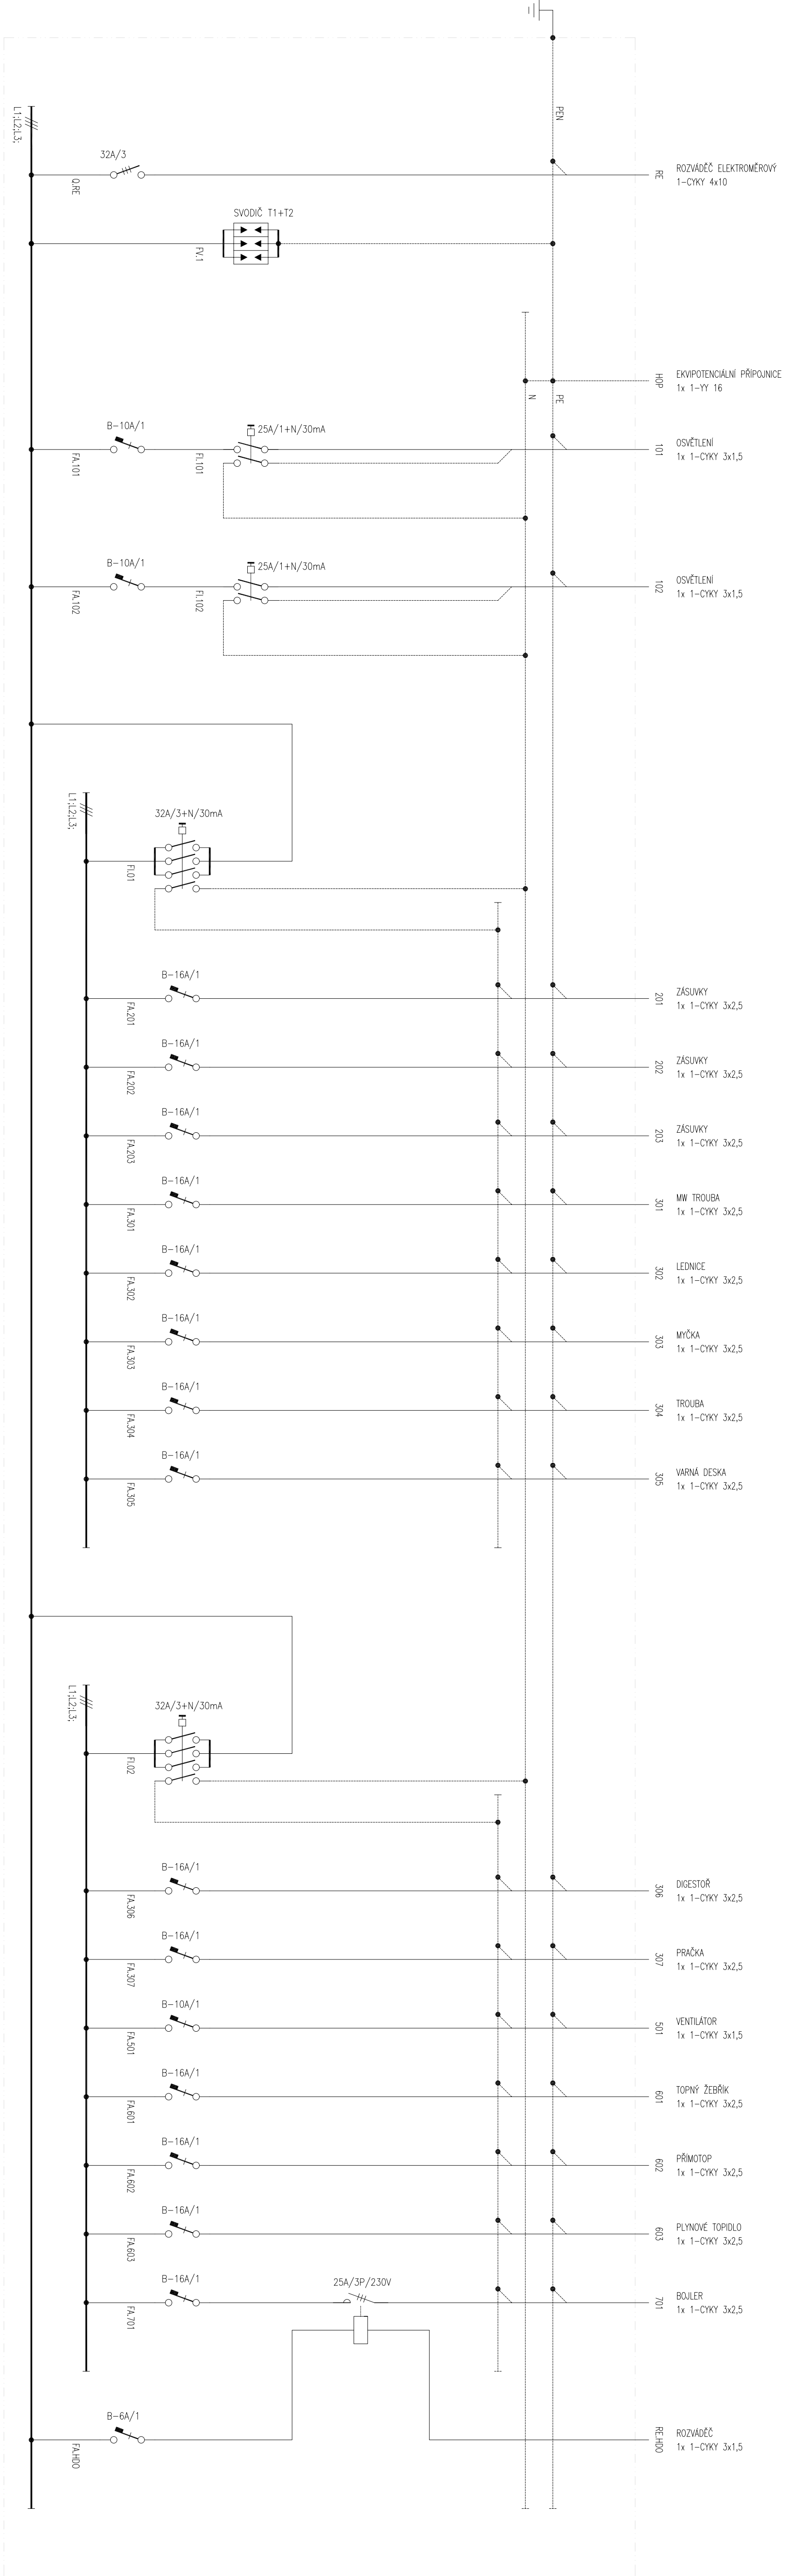 PEN
L1;L2;L3;
32A/3
Q.RE
RE
ROZVÁDĚČ ELEKTROMĚROVÝ
1-CYKY 4x10
SVODIČ T1+T2
FV.1
HOP
EKVIPOTENCIÁLNÍ PŘÍPOJNICE
1x 1-YY 16
N
PE
B-10A/1
FA.101
25A/1+N/30mA
FI.101
101
OSVĚTLENÍ
1x 1-CYKY 3x1,5
B-10A/1
FA.102
25A/1+N/30mA
FI.102
102
OSVĚTLENÍ
1x 1-CYKY 3x1,5
L1;L2;L3;
32A/3+N/30mA
FI.01
B-16A/1
FA.201
201
ZÁSUVKY
1x 1-CYKY 3x2,5
B-16A/1
FA.202
202
ZÁSUVKY
1x 1-CYKY 3x2,5
B-16A/1
FA.203
203
ZÁSUVKY
1x 1-CYKY 3x2,5
B-16A/1
FA.301
301
MW TROUBA
1x 1-CYKY 3x2,5
B-16A/1
FA.302
302
LEDNICE
1x 1-CYKY 3x2,5
B-16A/1
FA.303
303
MYČKA
1x 1-CYKY 3x2,5
B-16A/1
FA.304
304
TROUBA
1x 1-CYKY 3x2,5
B-16A/1
FA.305
305
VARNÁ DESKA
1x 1-CYKY 3x2,5
L1;L2;L3;
32A/3+N/30mA
FI.02
B-16A/1
FA.306
306
DIGESTOŘ
1x 1-CYKY 3x2,5
B-16A/1
FA.307
307
PRAČKA
1x 1-CYKY 3x2,5
B-10A/1
FA.501
501
VENTILÁTOR
1x 1-CYKY 3x1,5
B-16A/1
FA.601
601
TOPNÝ ŽEBŘÍK
1x 1-CYKY 3x2,5
B-16A/1
FA.602
602
PŘÍMOTOP
1x 1-CYKY 3x2,5
B-16A/1
FA.603
603
PLYNOVÉ TOPIDLO
1x 1-CYKY 3x2,5
B-16A/1
FA.701
25A/3P/230V
701
BOJLER
1x 1-CYKY 3x2,5
B-6A/1
FA.HDO
RE.HDO
ROZVÁDĚČ
1x 1-CYKY 3x1,5